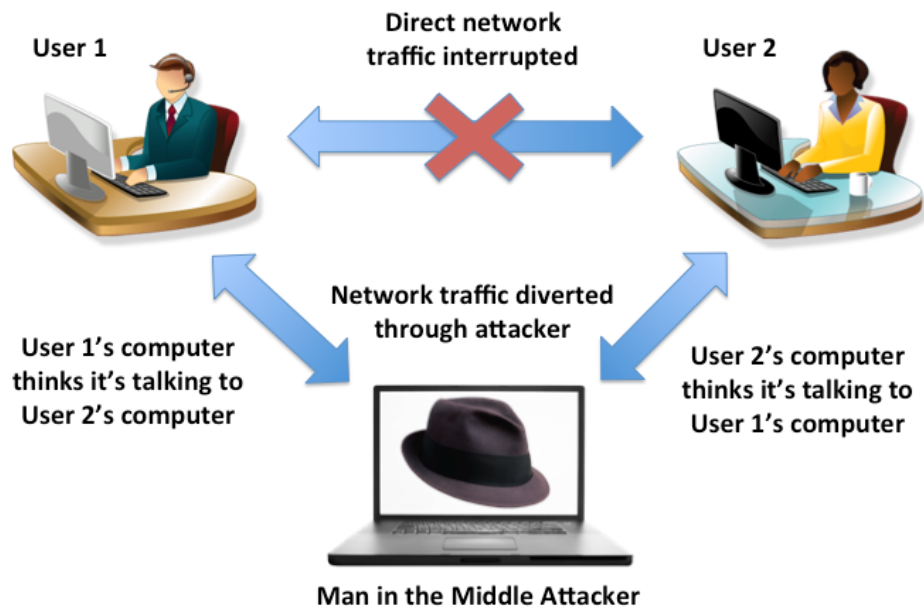 User 1
Direct network
traffic interrupted
User 2
Network traffic diverted
through attacker
User 1’s computer
thinks it’s talking to
User 2’s computer
User 2’s computer
thinks it’s talking to
User 1’s computer
Man in the Middle Attacker